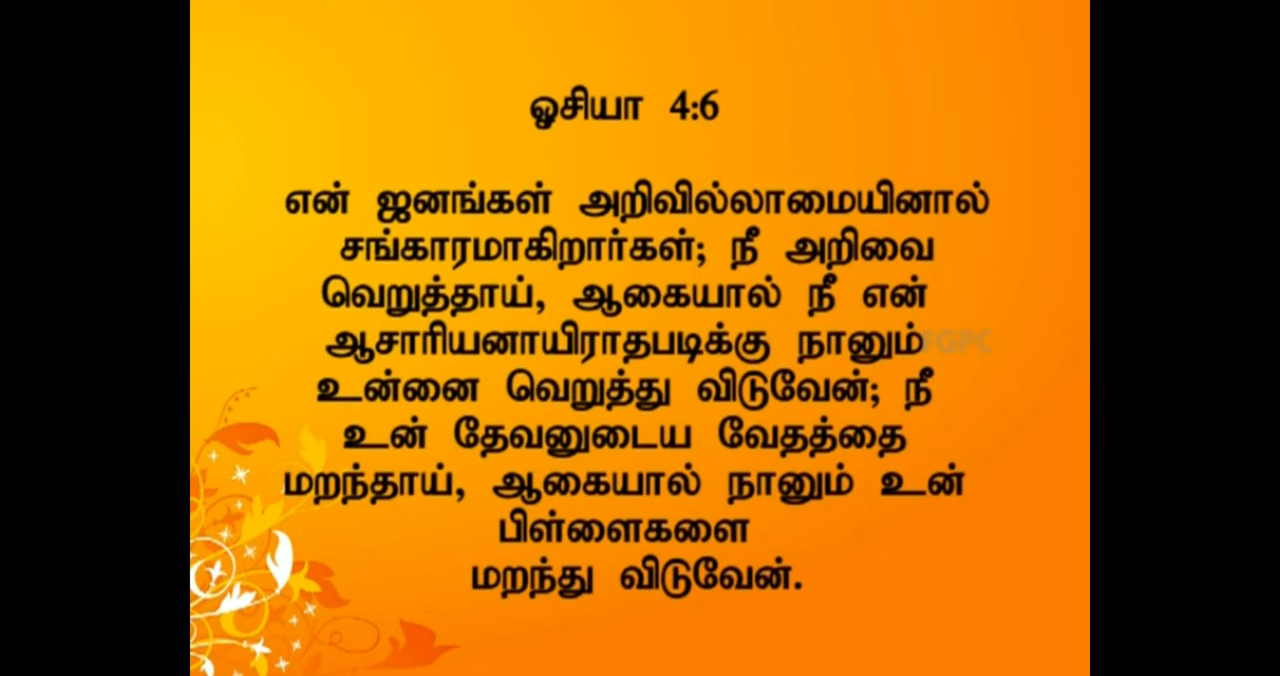 ஓசியா 4:6
என் ஜனங்கள் அறிவில்லாமையினால்
சங்காரமாகிறார்கள்; நீ அறிவை
வெறுத்தாய், ஆகையால் நீ என்
ஆசாரியனாயிராதபடிக்கு நானும்
உன்னை வெறுத்து விடுவேன்; நீ
உன் தேவனுடைய வேதத்தை
மறந்தாய், ஆகையால் நானும் உன்
பிள்ளைகளை
மறந்து விடுவேன்.